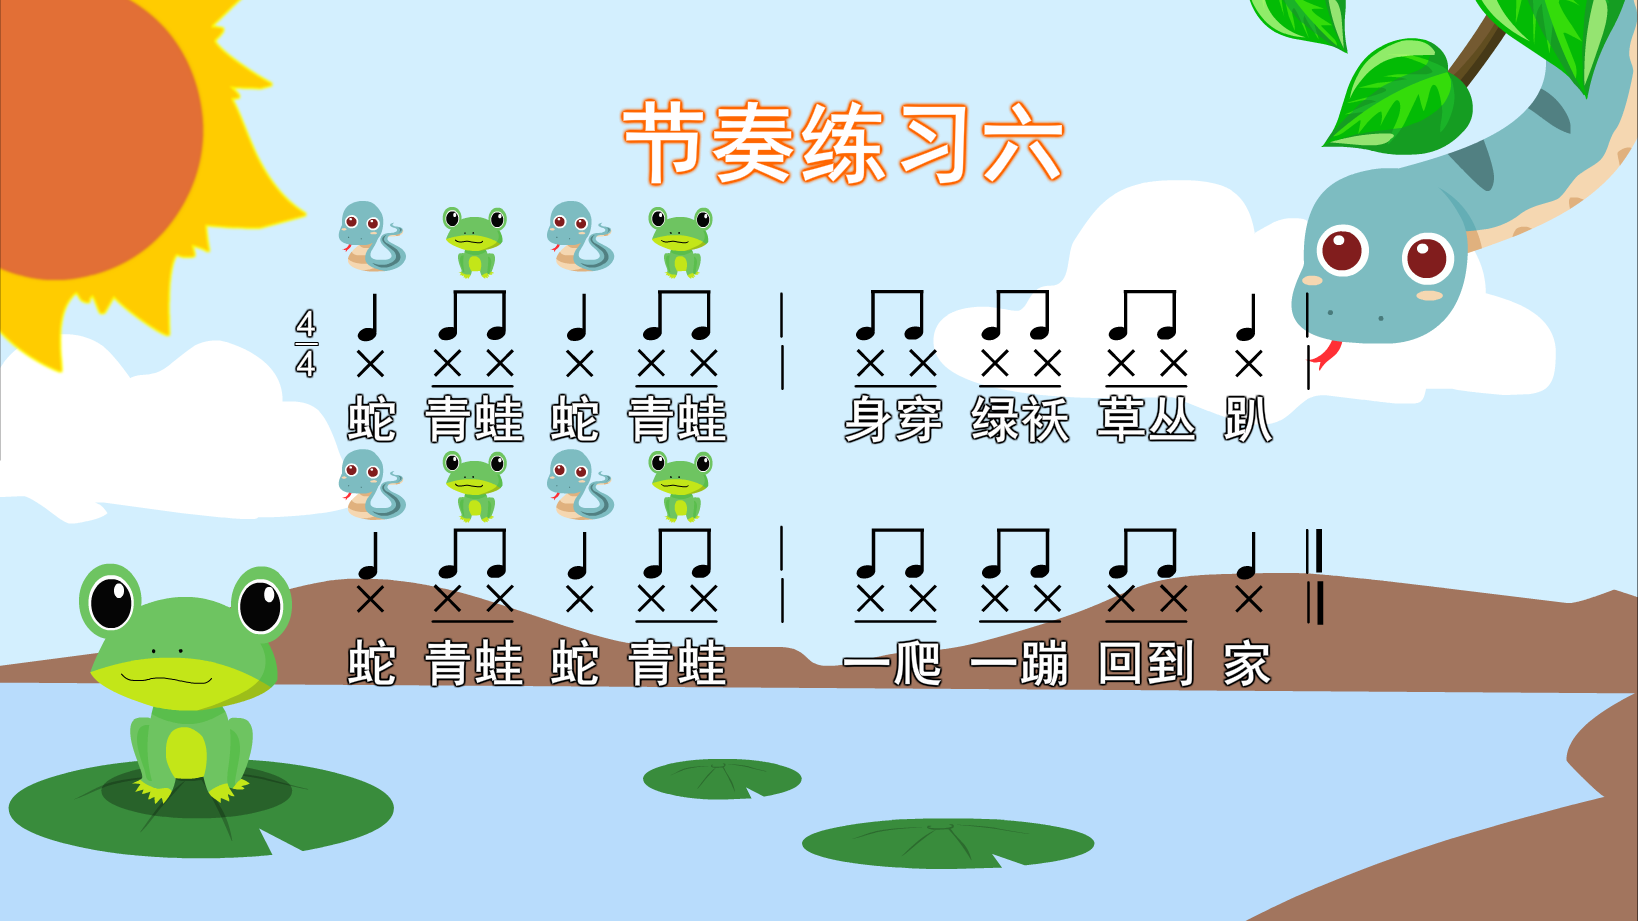 节奏练习六
4
4
× × × × × × | × × × × × × × |
蛇 青蛙 蛇 青蛙 身穿 绿袄 草丛 趴
× × × × × × | × × × × × × × ‖
蛇 青蛙 蛇 青蛙 一爬 一蹦 回到 家